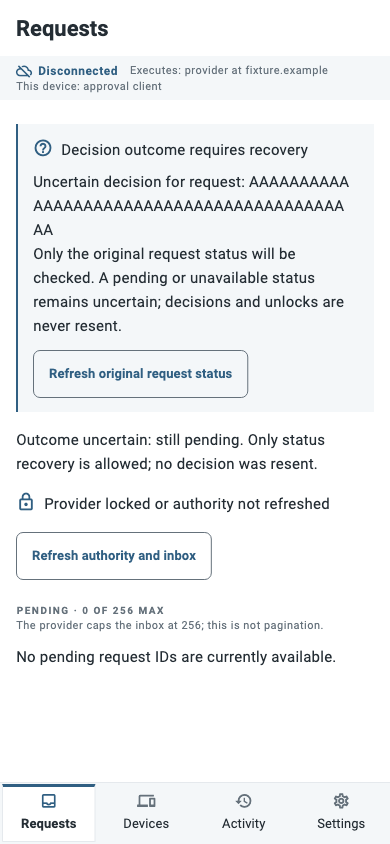 Requests
Disconnected Executes: provider at fixture.example
This device: approval client
Decision outcome requires recovery
Uncertain decision for request: AAAAAAAAAA
AAAAAAAAAAAAAAAAAAAAAAAAAAAAAAA
AA
Only the original request status will be
checked. A pending or unavailable status
remains uncertain; decisions and unlocks are
never resent.
Refresh original request status
Outcome uncertain: still pending. Only status
recovery is allowed; no decision was resent.
Provider locked or authority not refreshed
Refresh authority and inbox
PENDING · 0 OF 256 MAX
The provider caps the inbox at 256; this is not pagination.
No pending request IDs are currently available.
Requests Devices Activity Settings